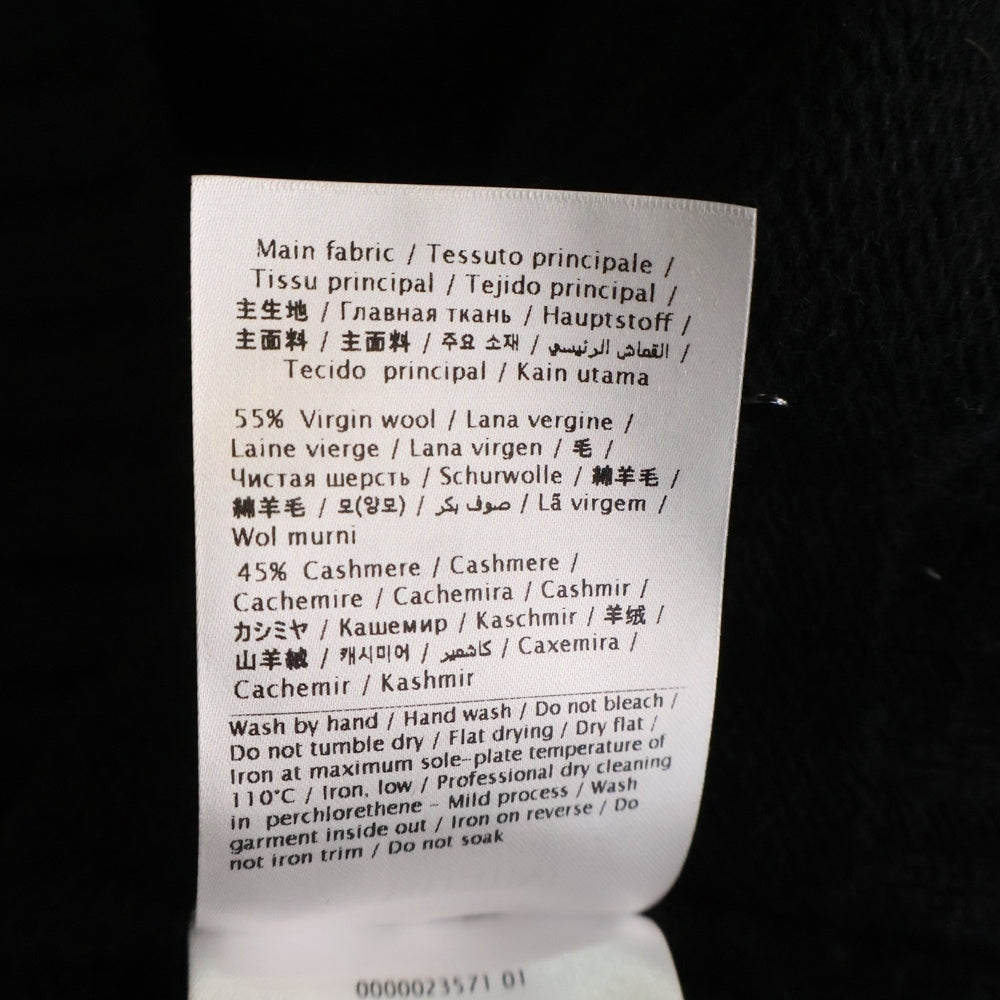 Main fabric / Tessuto principale /
Tissu principal / Tejido principal /
主生地 / Главная ткань / Hauptstoff /
主面料 / 主面料 / 주요 소재 / القماش الرئيسي /
Tecido principal / Kain utama
55% Virgin wool / Lana vergine /
Laine vierge / Lana virgen / 毛 /
Чистая шерсть / Schurwolle / 綿羊毛 /
綿羊毛 / 모(양모) / صوف بكر / Lã virgem /
Wol murni
45% Cashmere / Cashmere /
Cachemire / Cachemira / Cashmir /
カシミヤ / Кашемир / Kaschmir / 羊绒 /
山羊絨 / 캐시미어 / كاشمير / Caxemira /
Cachemir / Kashmir
Wash by hand / Hand wash / Do not bleach /
Do not tumble dry / Flat drying / Dry flat /
Iron at maximum sole-plate temperature of
110°C / Iron, low / Professional dry cleaning
in perchlorethene - Mild process / Wash
garment inside out / Iron on reverse / Do
not iron trim / Do not soak
0000023571 01